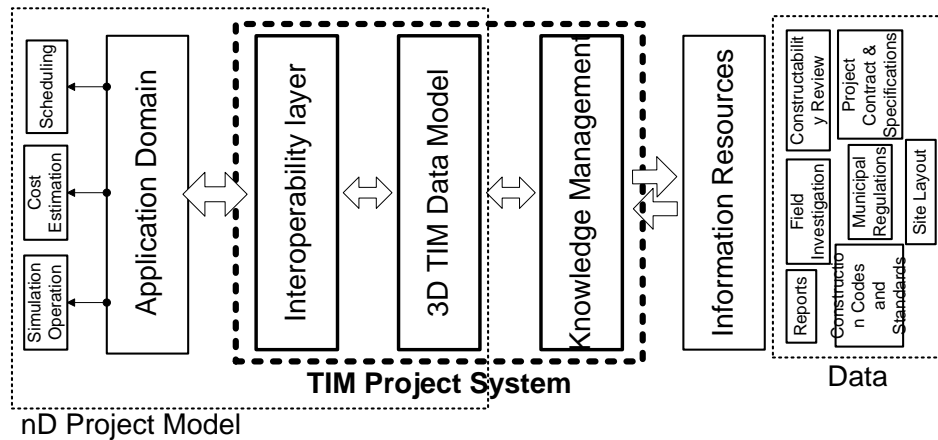 Scheduling
Cost
Estimation
Simulation
Operation
Application Domain
Interoperability layer
3D TIM Data Model
Knowledge Management
Information Resources
Constructabilit
y Review
Project
Contract &
Specifications
Field
Investigation
Municipal
Regulations
Site Layout
Reports
Constructio
n Codes
and
Standards
TIM Project System
Data
nD Project Model